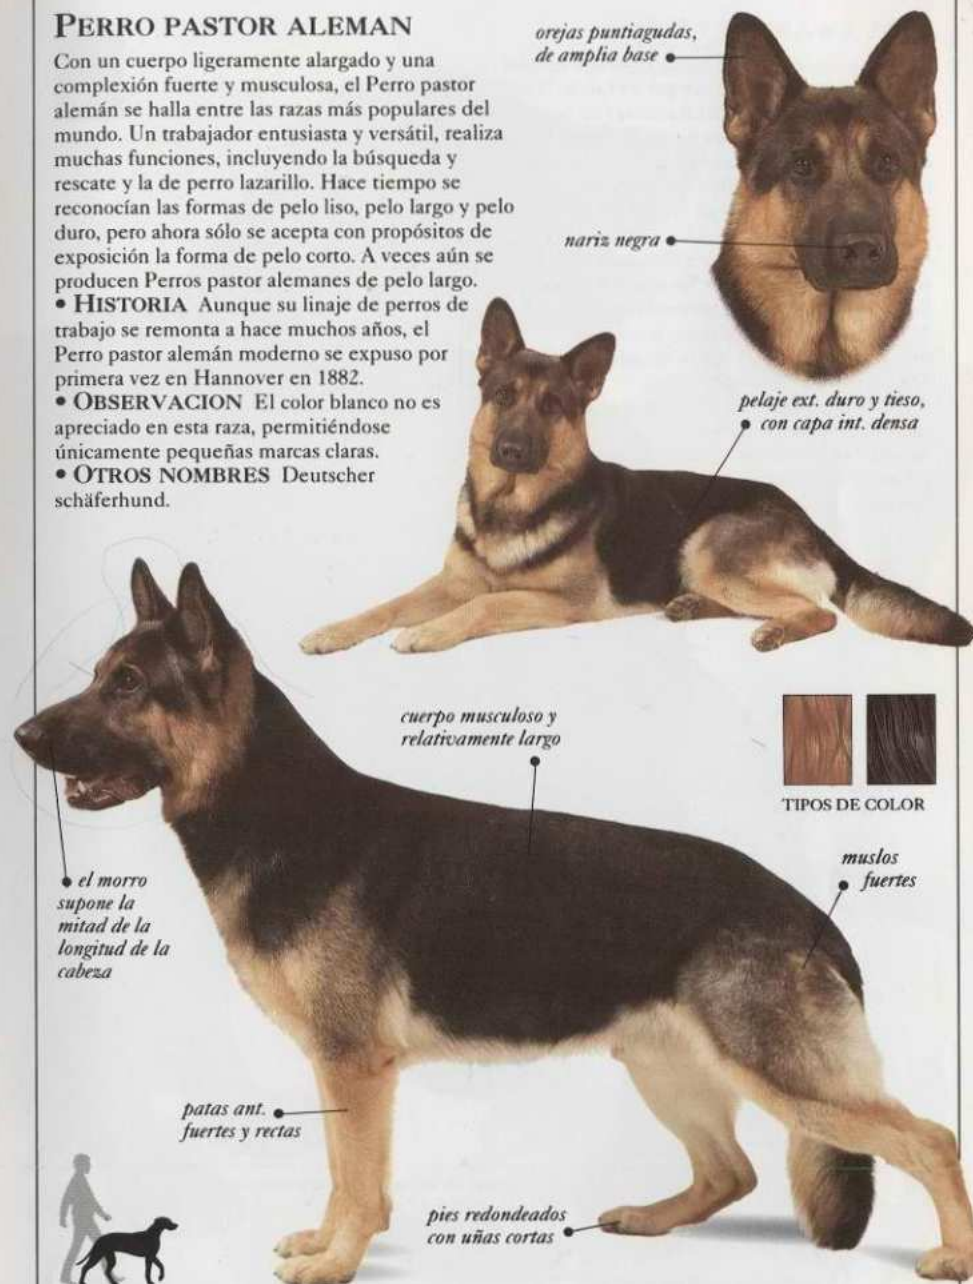 PERRO PASTOR ALEMAN
Con un cuerpo ligeramente alargado y una
complexión fuerte y musculosa, el Perro pastor
alemán se halla entre las razas más populares del
mundo. Un trabajador entusiasta y versátil, realiza
muchas funciones, incluyendo la búsqueda y
rescate y la de perro lazarillo. Hace tiempo se
reconocían las formas de pelo liso, pelo largo y pelo
duro, pero ahora sólo se acepta con propósitos de
exposición la forma de pelo corto. A veces aún se
producen Perros pastor alemanes de pelo largo.
• HISTORIA Aunque su linaje de perros de
trabajo se remonta a hace muchos años, el
Perro pastor alemán moderno se expuso por
primera vez en Hannover en 1882.
• OBSERVACION El color blanco no es
apreciado en esta raza, permitiéndose
únicamente pequeñas marcas claras.
• OTROS NOMBRES Deutscher
schäferhund.
orejas puntiagudas,
de amplia base
nariz negra
pelaje ext. duro y tieso,
con capa int. densa
cuerpo musculoso y
relativamente largo
TIPOS DE COLOR
muslos
fuertes
el morro
supone la
mitad de la
longitud de la
cabeza
patas ant.
fuertes y rectas
pies redondeados
con uñas cortas